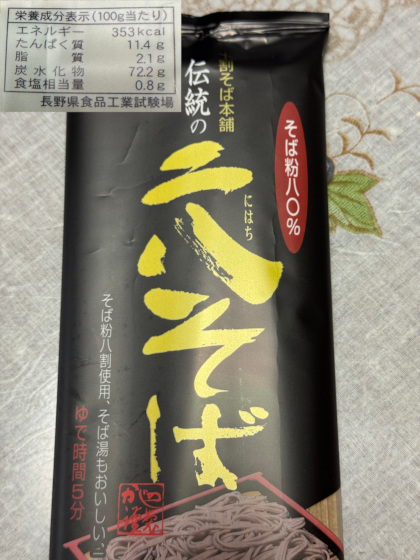 栄養成分表示(100g当たり)
エネルギー 353kcal
たんぱく質 11.4 g
脂質 2.1 g
炭水化物 72.2 g
食塩相当量 0.8 g
長野県食品工業試験場
割そば本舗
伝統の
二八そば
にはち
そば粉八〇%
そば粉八割使用、そば湯もおいしい、
ゆで時間5分